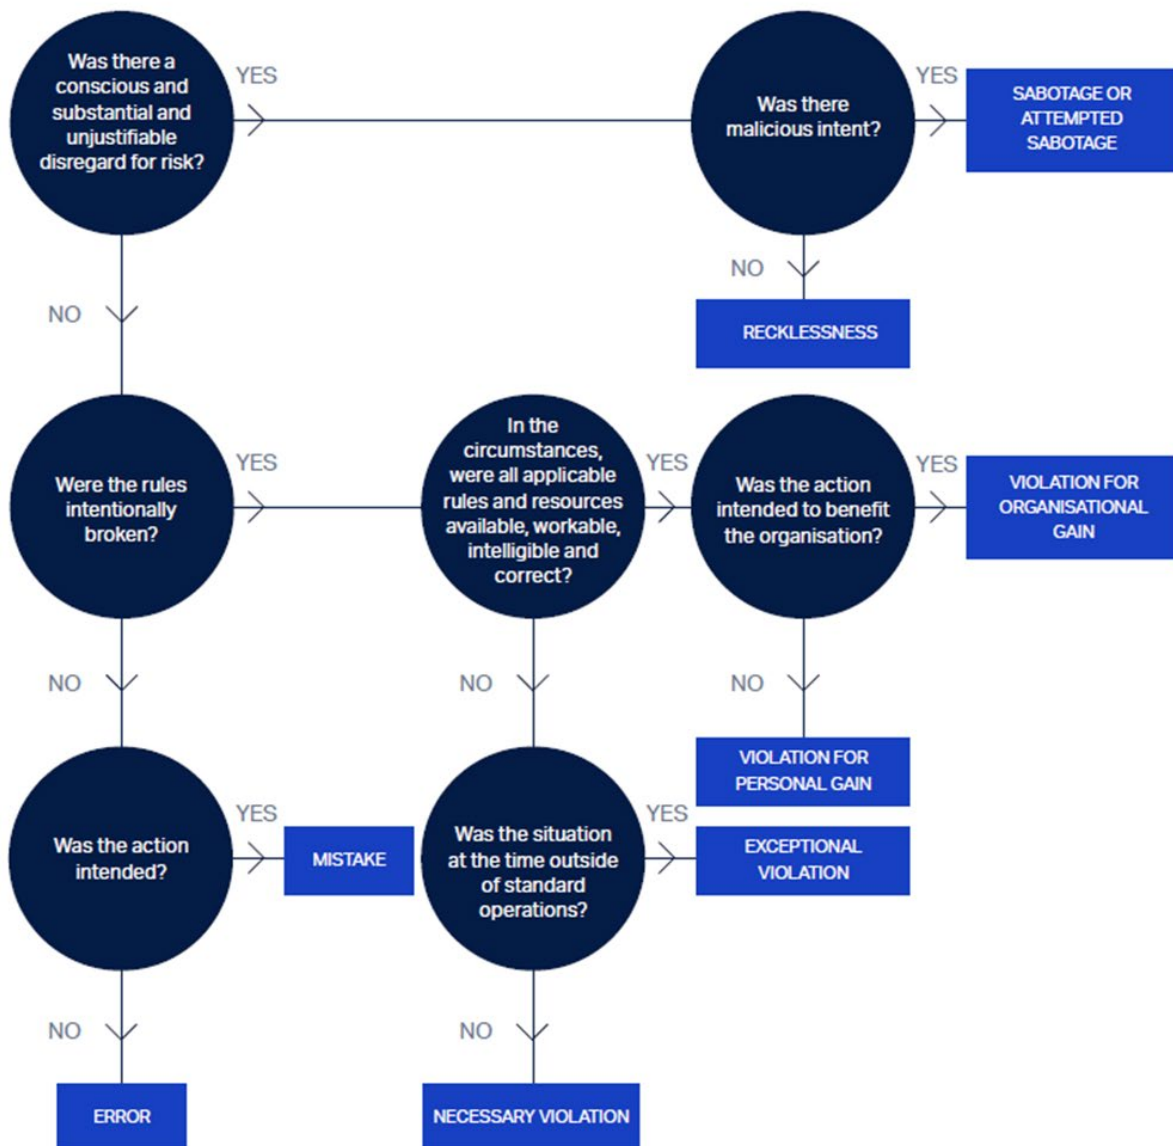 Was there a
conscious and
substantial and
unjustifiable
disregard for risk?
YES
Was there
malicious intent?
YES
SABOTAGE OR
ATTEMPTED
SABOTAGE
NO
NO
RECKLESSNESS
Were the rules
intentionally
broken?
YES
In the
circumstances,
were all applicable
rules and resources
available, workable,
intelligible and
correct?
YES
Was the action
intended to benefit
the organisation?
YES
VIOLATION FOR
ORGANISATIONAL
GAIN
NO
NO
NO
VIOLATION FOR
PERSONAL GAIN
Was the action
intended?
YES
MISTAKE
Was the situation
at the time outside
of standard
operations?
YES
EXCEPTIONAL
VIOLATION
NO
NO
ERROR
NECESSARY VIOLATION